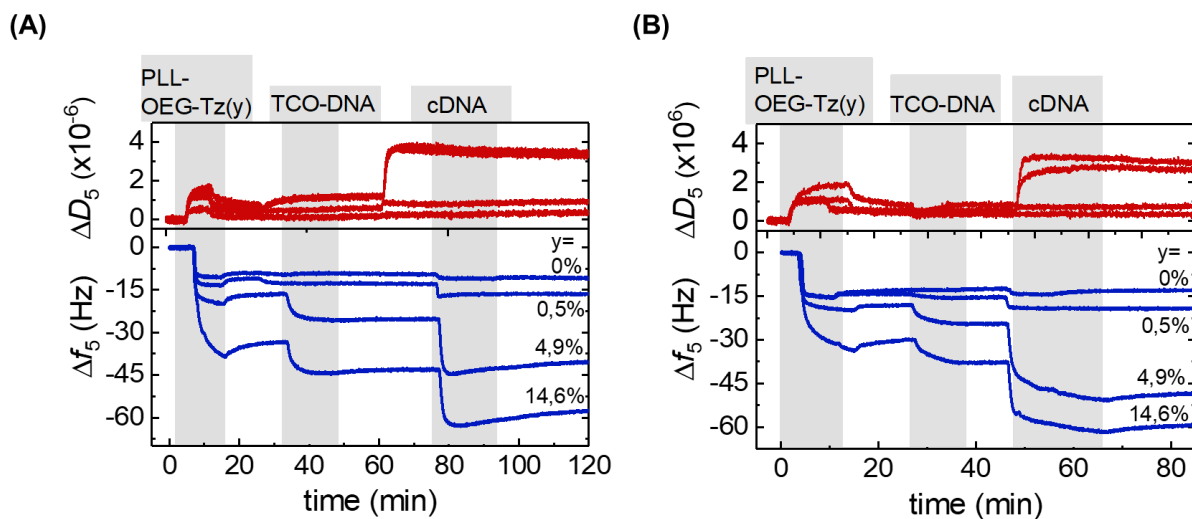 (A)
PLL-
OEG-Tz(y)
TCO-DNA
cDNA
4
2
0
ΔD5 (x10-6)
0
-15
-30
-45
-60
Δf5 (Hz)
y=
0%
0,5%
4,9%
14,6%
0 20 40 60 80 100 120
time (min)
(B)
PLL-
OEG-Tz(y)
TCO-DNA
cDNA
4
2
0
ΔD5 (x106)
0
-15
-30
-45
-60
Δf5 (Hz)
y=
0%
0,5%
4,9%
14,6%
0 20 40 60 80
time (min)